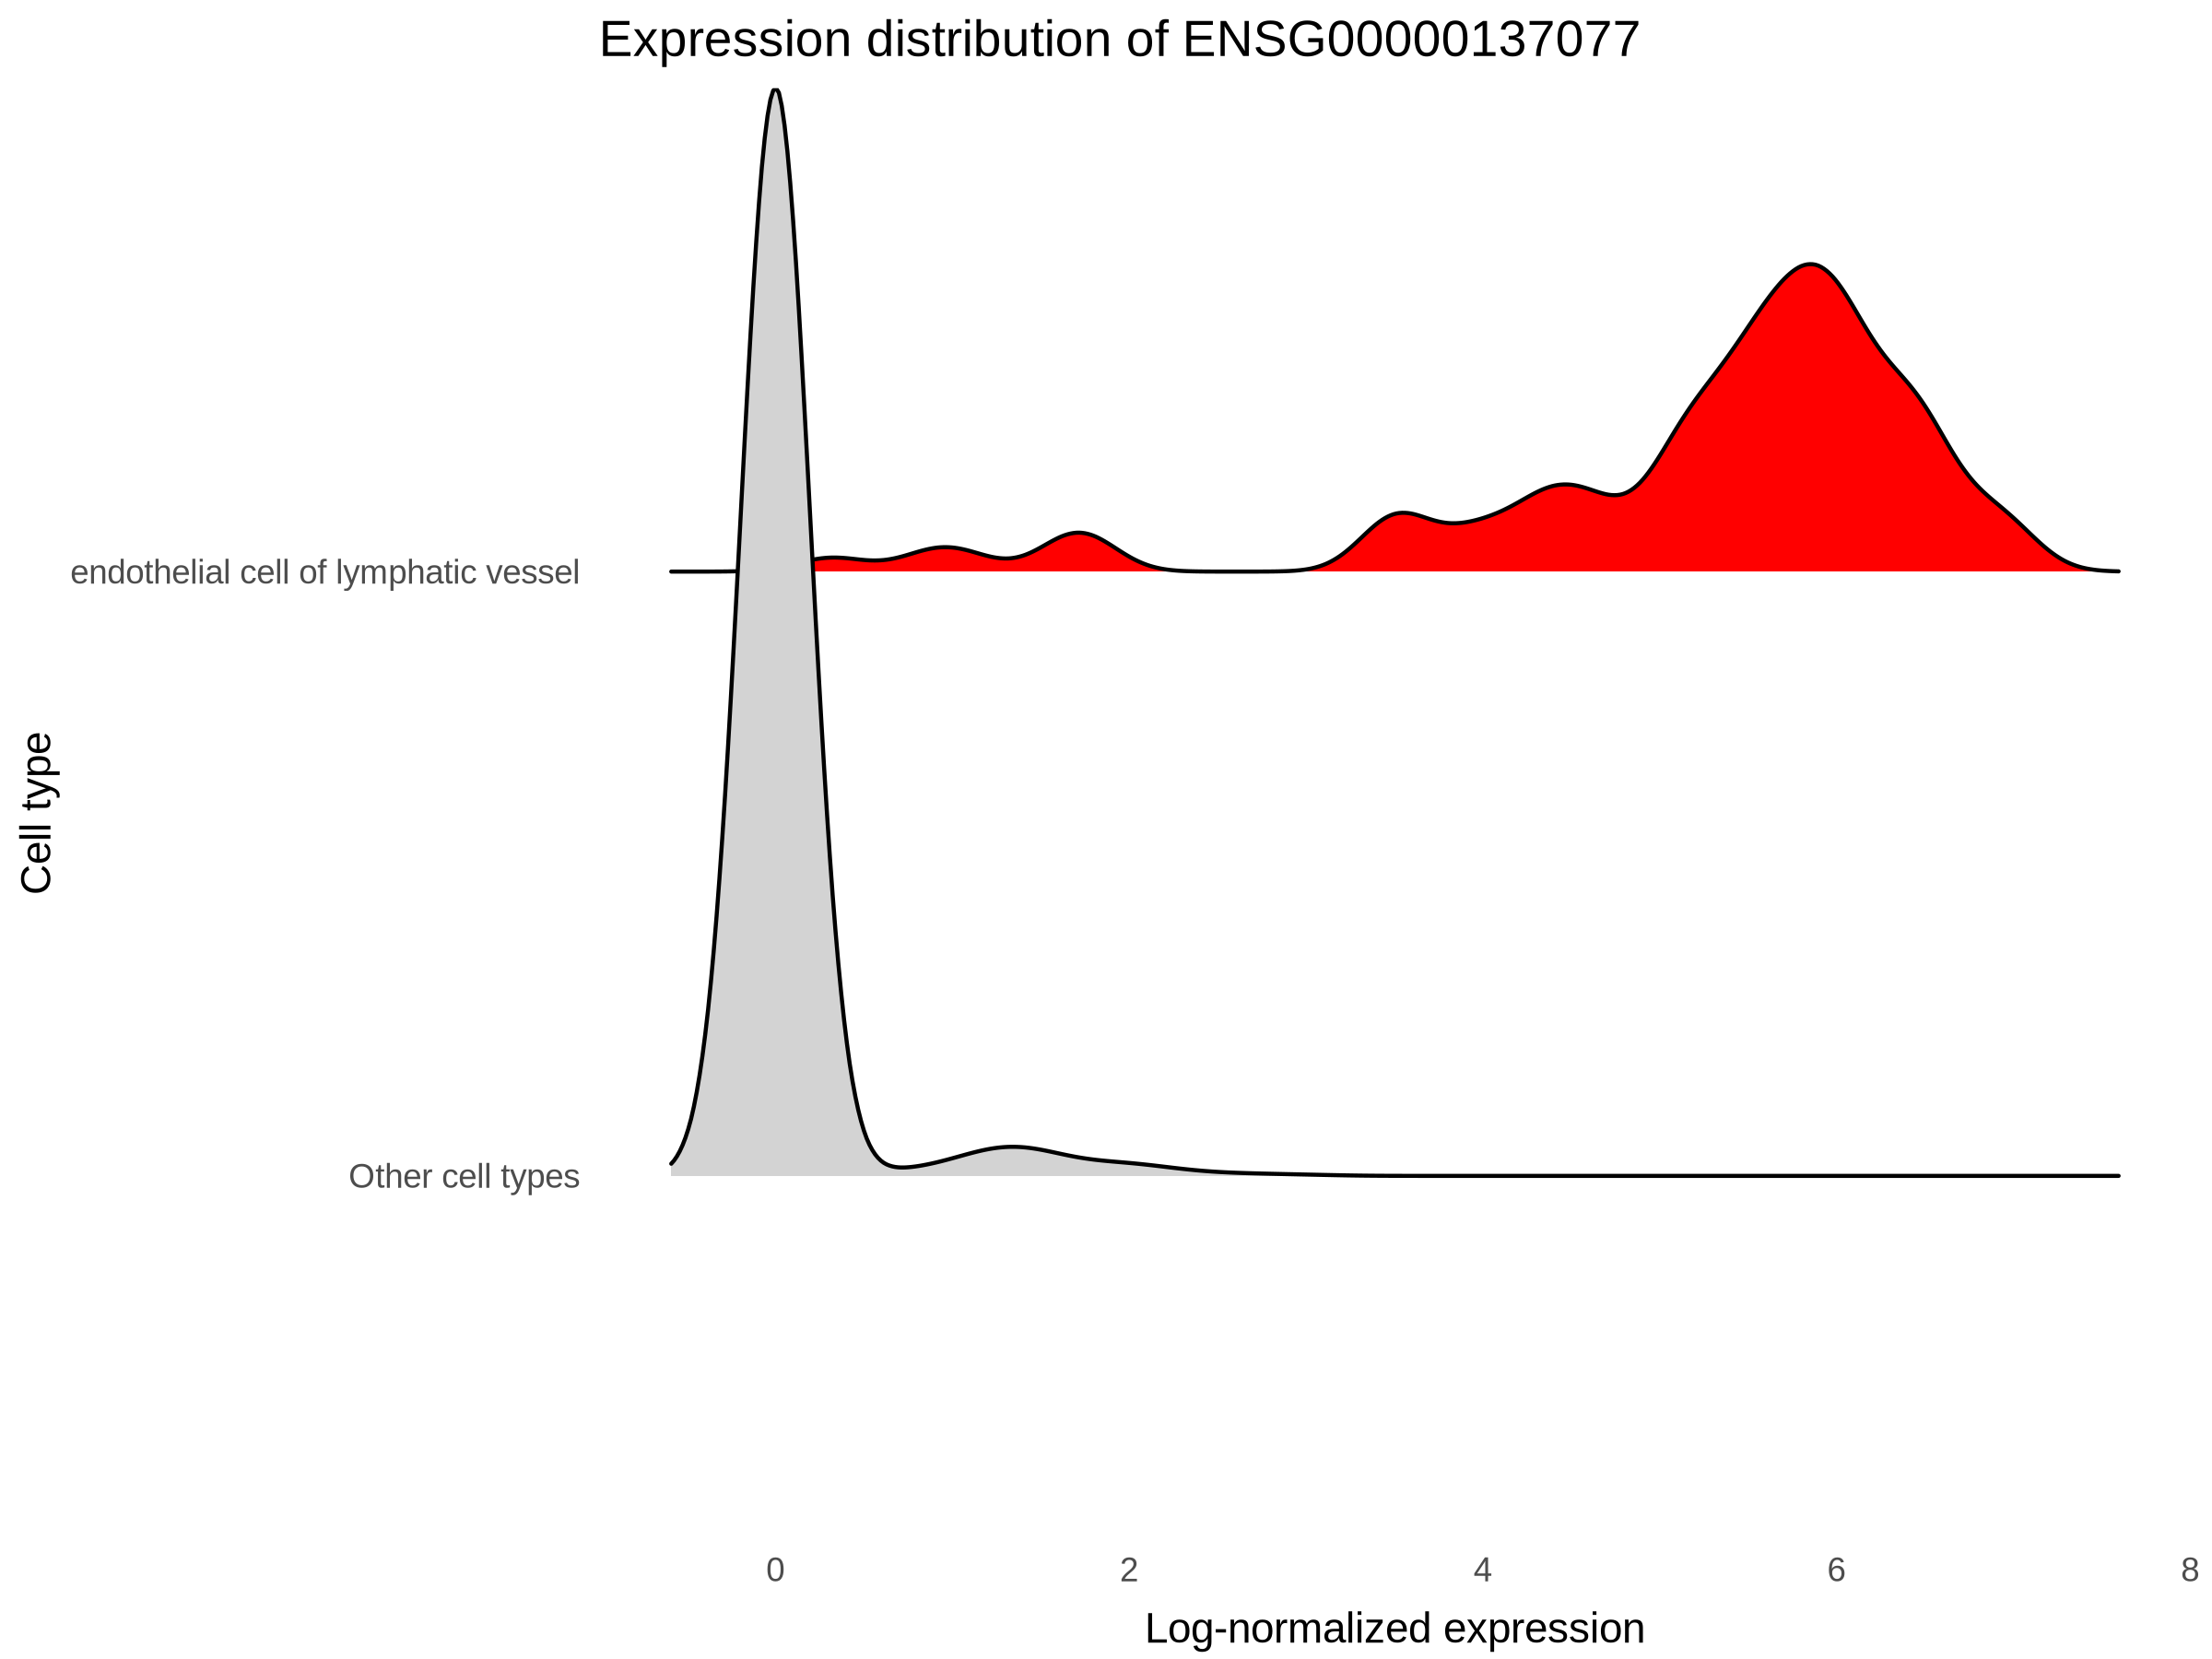 Expression distribution of ENSG00000137077
endothelial cell of lymphatic vessel
Cell type
Other cell types
0 2 4 6 8
Log-normalized expression